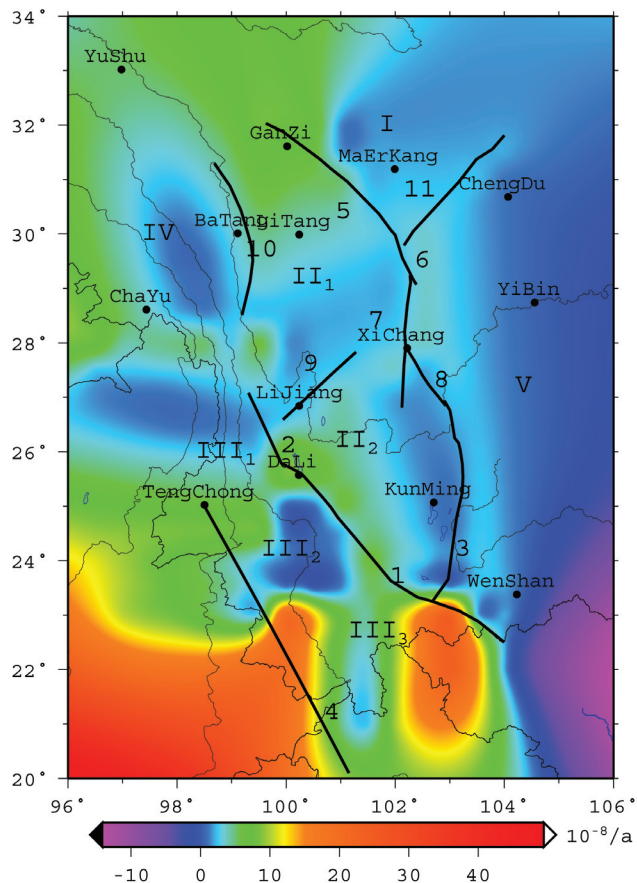 34°
YuShu
32°
I
GanZi
MaErKang
11
ChengDu
5
IV
BaTang
LiTang
30°
10
6
II₁
YiBin
ChaYu
7
28°
XiChang
9
8
V
LiJiang
2
II₂
III₁
26°
DaLi
TengChong
KunMing
III₂
3
24°
1
WenShan
III₃
22°
4
20°
96° 98° 100° 102° 104° 106°
-10 0 10 20 30 40 10⁻⁸/a